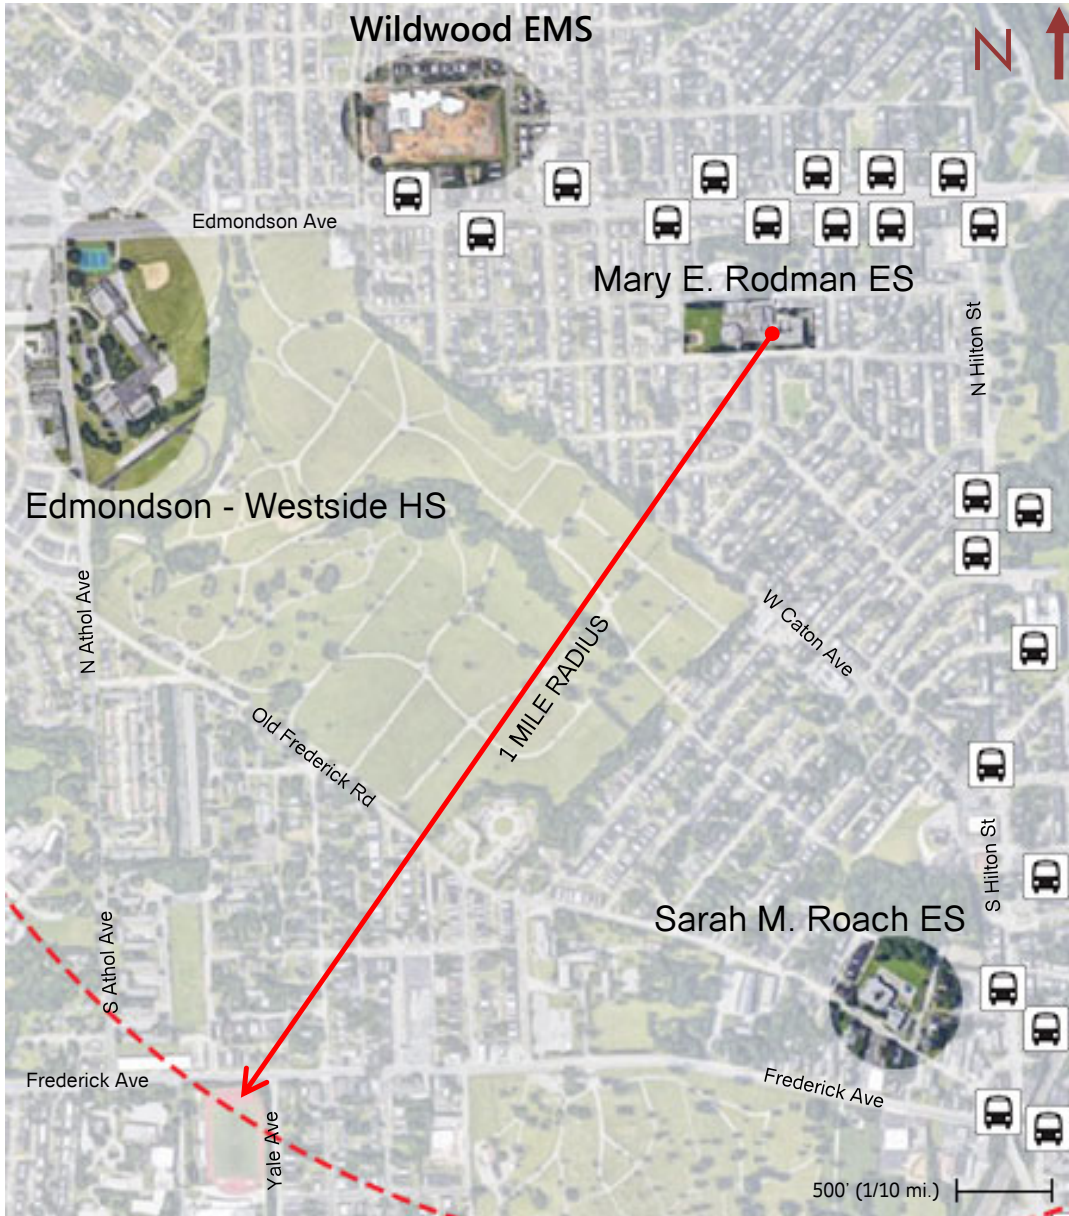 Wildwood EMS
N
Edmondson Ave
Mary E. Rodman ES
N Hilton St
Edmondson - Westside HS
N Athol Ave
W Caton Ave
1 MILE RADIUS
Old Frederick Rd
S Hilton St
Sarah M. Roach ES
S Athol Ave
Frederick Ave
Frederick Ave
Yale Ave
500' (1/10 mi.)